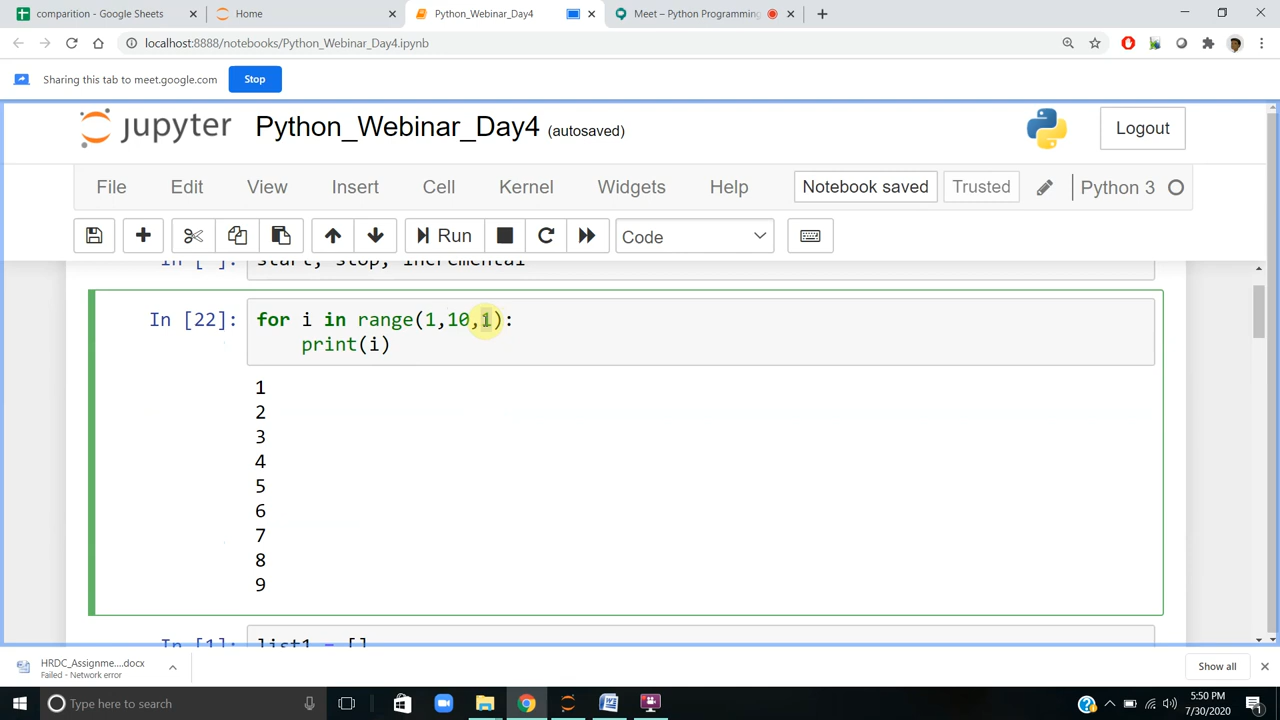 comparition - Google Sheets
Home
Python_Webinar_Day4
Meet – Python Programming
localhost:8888/notebooks/Python_Webinar_Day4.ipynb
Sharing this tab to meet.google.com
Stop
jupyter
Python_Webinar_Day4 (autosaved)
Logout
File
Edit
View
Insert
Cell
Kernel
Widgets
Help
Notebook saved
Trusted
Python 3
Run
Code
In [ ]:
start, stop, incremental
In [22]:
for i in range(1,10,1):
print(i)
1
2
3
4
5
6
7
8
9
In [1]:
list1 = []
HRDC_Assignme....docx
Failed - Network error
Show all
Type here to search
5:50 PM
7/30/2020